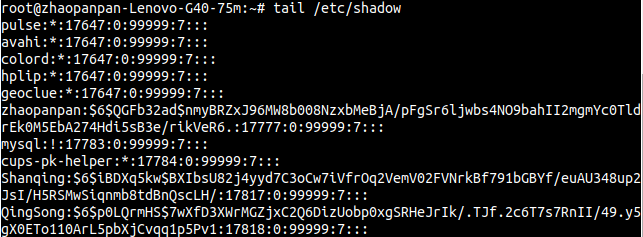 root@zhaopanpan-Lenovo-G40-75m:~# tail /etc/shadow
pulse:*:17647:0:99999:7:::
avahi:*:17647:0:99999:7:::
colord:*:17647:0:99999:7:::
hplip:*:17647:0:99999:7:::
geoclue:*:17647:0:99999:7:::
zhaopanpan:$6$QGFb32ad$nmyBRZxJ96MW8b008NzxbMeBjA/pFgSr6ljwbs4NO9bahII2mgmYc0Tld
rEk0M5EbA274Hdi5sB3e/rikVeR6.:17777:0:99999:7:::
mysql:!:17783:0:99999:7:::
cups-pk-helper:*:17784:0:99999:7:::
Shanqing:$6$iBDXq5kw$BXIbsU82j4yyd7C3oCw7iVfrOq2VemV02FVNrkBf791bGBYf/euAU348up2
JsI/H5RSMwSiqnmb8tdBnQscLH/:17817:0:99999:7:::
QingSong:$6$p0LQrmHS$7wXfD3XWrMGZjxC2Q6DizUobp0xgSRHeJrIk/.TJf.2c6T7s7RnII/49.y5
gX0ETo110ArL5pbXjCvqq1p5Pv1:17818:0:99999:7:::